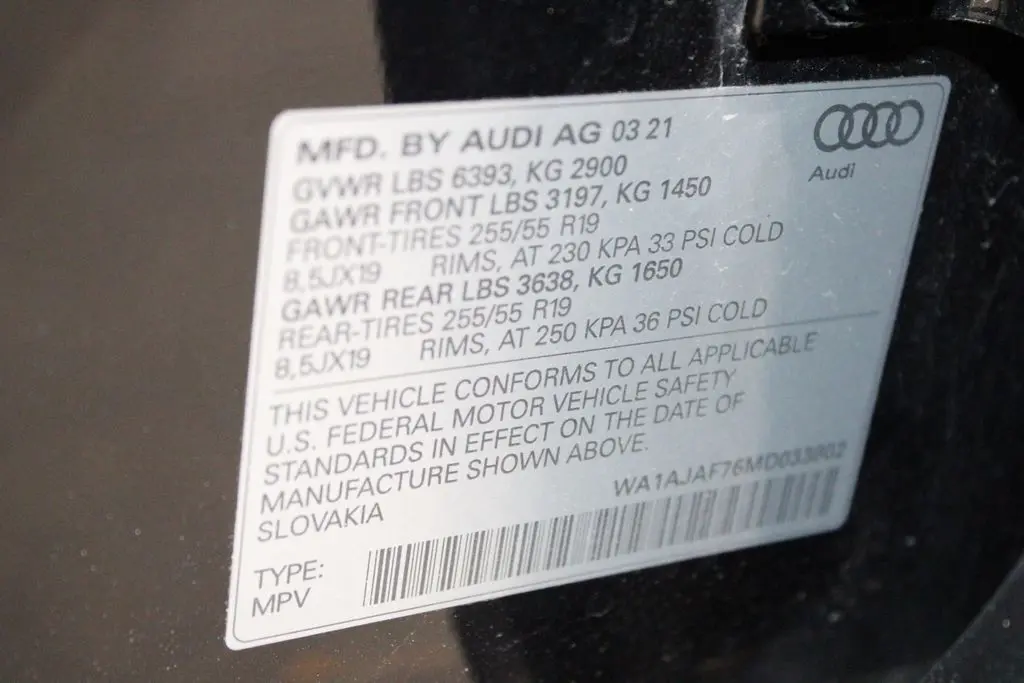 MFD. BY AUDI AG 03 21
Audi
GVWR LBS 6393, KG 2900
GAWR FRONT LBS 3197, KG 1450
FRONT-TIRES 255/55 R19
8,5JX19 RIMS, AT 230 KPA 33 PSI COLD
GAWR REAR LBS 3638, KG 1650
REAR-TIRES 255/55 R19
8,5JX19 RIMS, AT 250 KPA 36 PSI COLD
THIS VEHICLE CONFORMS TO ALL APPLICABLE
U.S. FEDERAL MOTOR VEHICLE SAFETY
STANDARDS IN EFFECT ON THE DATE OF
MANUFACTURE SHOWN ABOVE.
SLOVAKIA
TYPE:
MPV